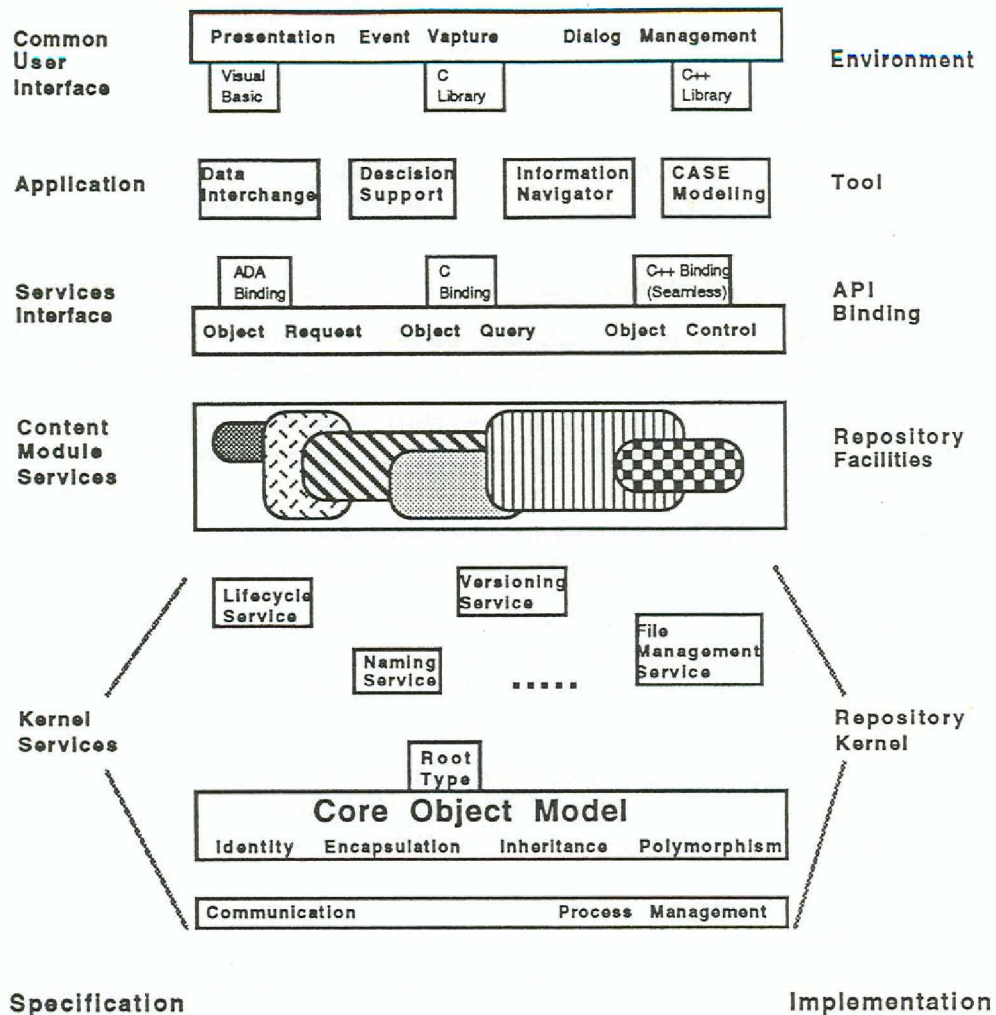 Common
User
Interface
Presentation Event Vapture Dialog Management
Environment
Visual
Basic
C
Library
C++
Library
Application
Data
Interchange
Descision
Support
Information
Navigator
CASE
Modeling
Tool
Services
Interface
ADA
Binding
C
Binding
C++ Binding
(Seamless)
API
Binding
Object Request Object Query Object Control
Content
Module
Services
Repository
Facilities
Lifecycle
Service
Versioning
Service
Naming
Service
.....
File
Management
Service
Kernel
Services
Repository
Kernel
Root
Type
Core Object Model
Identity Encapsulation Inheritance Polymorphism
Communication Process Management
Specification
Implementation